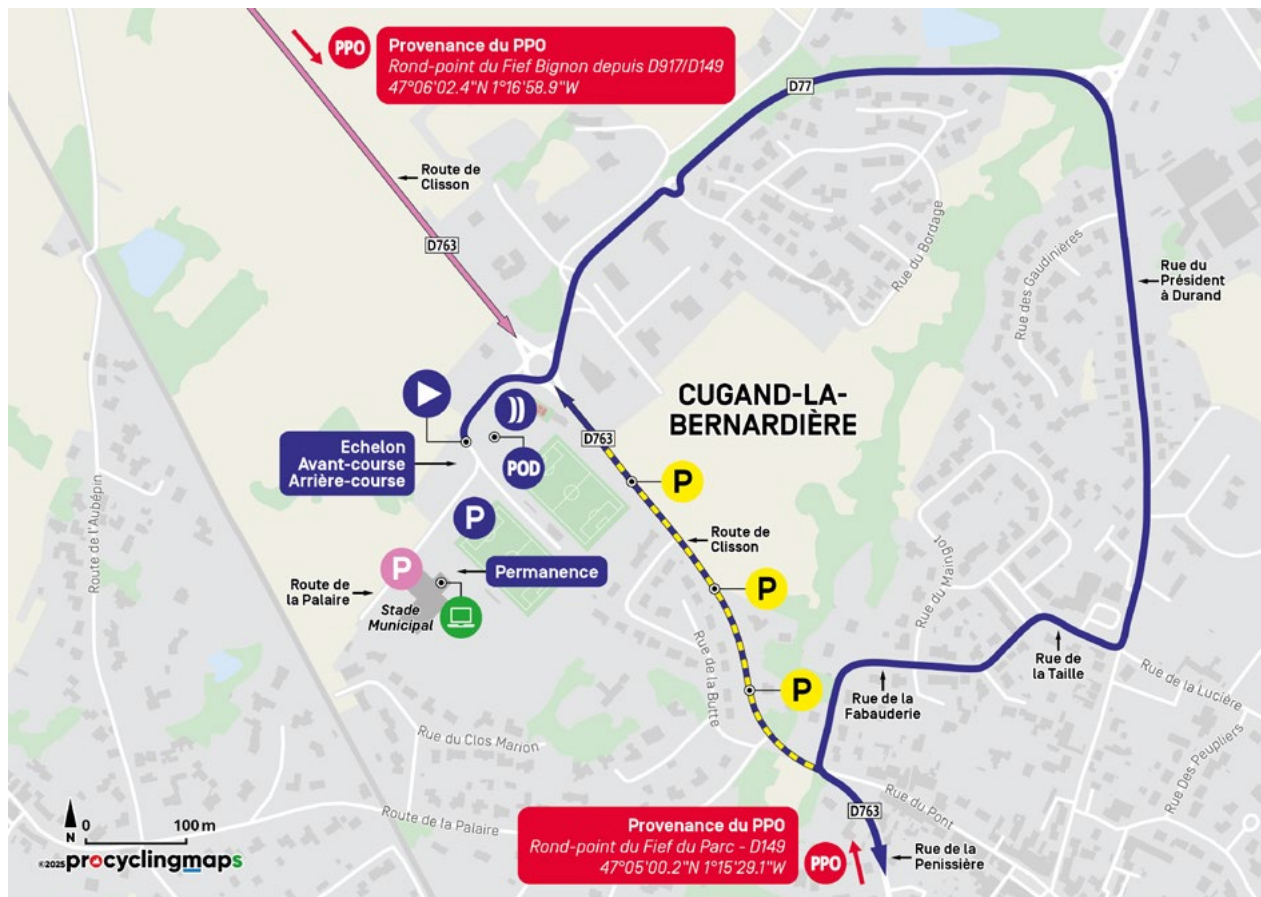 PPO
Provenance du PPO
Rond-point du Fief Bignon depuis D917/D149
47°06'02.4"N 1°16'58.9"W
D77
Route de
Clisson
D763
Rue du Bordage
Rue des Gaudinières
Rue du
Président
à Durand
CUGAND-LA-
BERNARDIÈRE
Echelon
Avant-course
Arrière-course
POD
D763
P
P
Route de
Clisson
Route de l'Aubépin
P
Permanence
P
Route de
la Palaire
Stade
Municipal
Rue du Maingot
P
Rue de la Butte
P
Rue de
la Taille
Rue de la
Fabauderie
Rue de la Lucière
Rue Des Peupliers
Rue du Clos Marion
Route de la Palaire
Rue du Pont
D763
Rue de la
Penissière
Provenance du PPO
Rond-point du Fief du Parc - D149
47°05'00.2"N 1°15'29.1"W
PPO
N
0 100 m
©2025 procyclingmaps